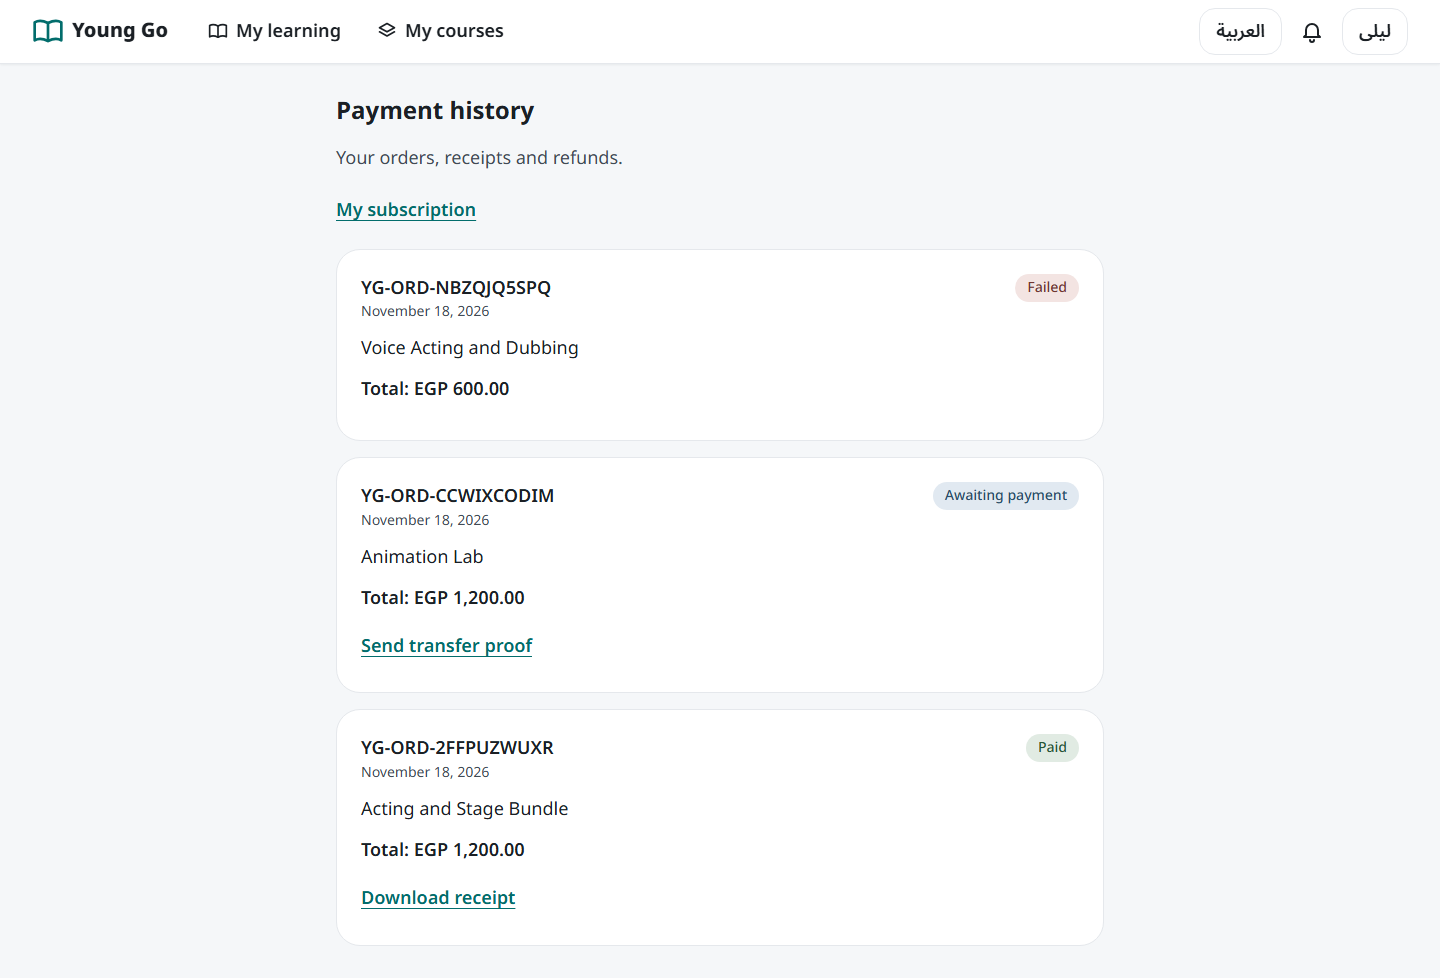 Young Go
My learning
My courses
العربية
ليلى
Payment history
Your orders, receipts and refunds.
My subscription
YG-ORD-NBZQJQ5SPQ
Failed
November 18, 2026
Voice Acting and Dubbing
Total: EGP 600.00
YG-ORD-CCWIXCODIM
Awaiting payment
November 18, 2026
Animation Lab
Total: EGP 1,200.00
Send transfer proof
YG-ORD-2FFPUZWUXR
Paid
November 18, 2026
Acting and Stage Bundle
Total: EGP 1,200.00
Download receipt